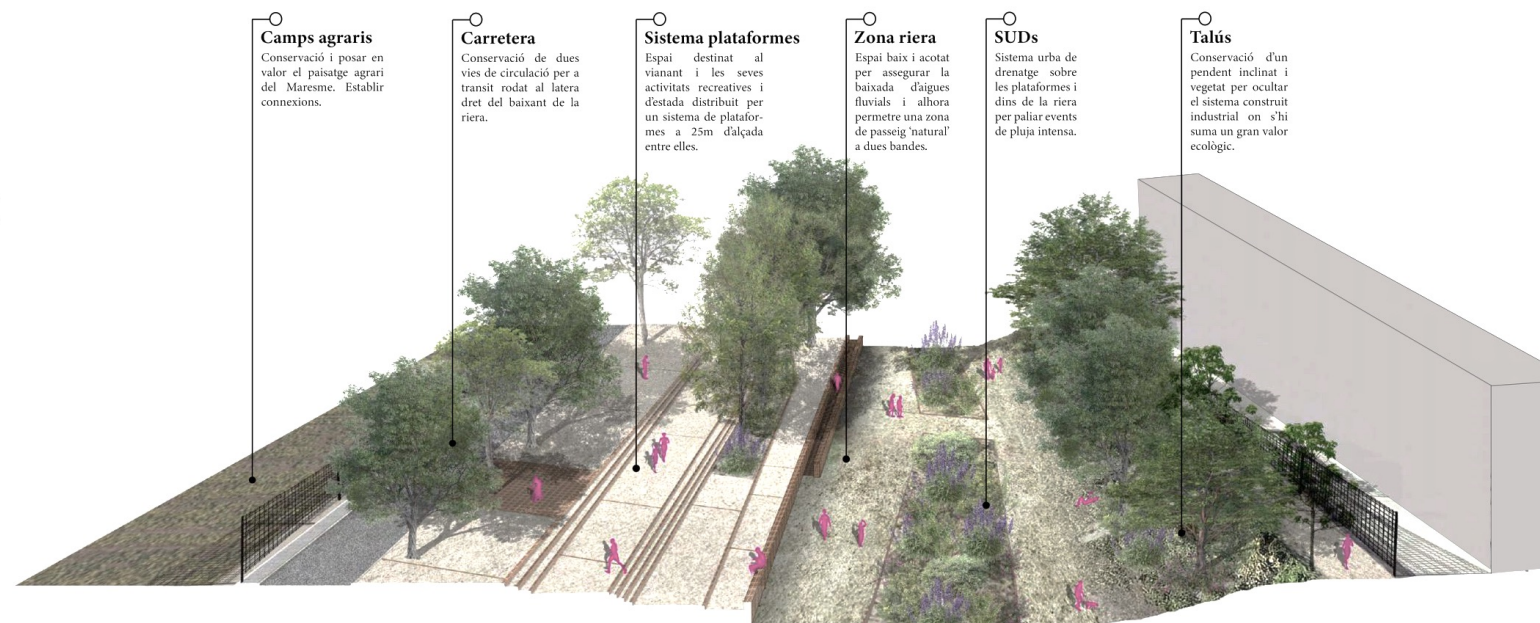 Camps agraris
Conservació i posar en
valor el paisatge agrari
del Maresme. Establir
connexions.
Carretera
Conservació de dues
vies de circulació per a
transit rodat al latera
dret del baixant de la
riera.
Sistema plataformes
Espai destinat al
vianant i les seves
activitats recreatives i
d'estada distribuit per
un sistema de platafor-
mes a 25m d'alçada
entre elles.
Zona riera
Espai baix i acotat
per assegurar la
baixada d'aigues
fluvials i alhora
permetre una zona
de passeig 'natural'
a dues bandes.
SUDs
Sistema urba de
drenatge sobre
les plataformes i
dins de la riera
per paliar events
de pluja intensa.
Talús
Conservació d'un
pendent inclinat i
vegetat per ocultar
el sistema construit
industrial on s'hi
suma un gran valor
ecològic.